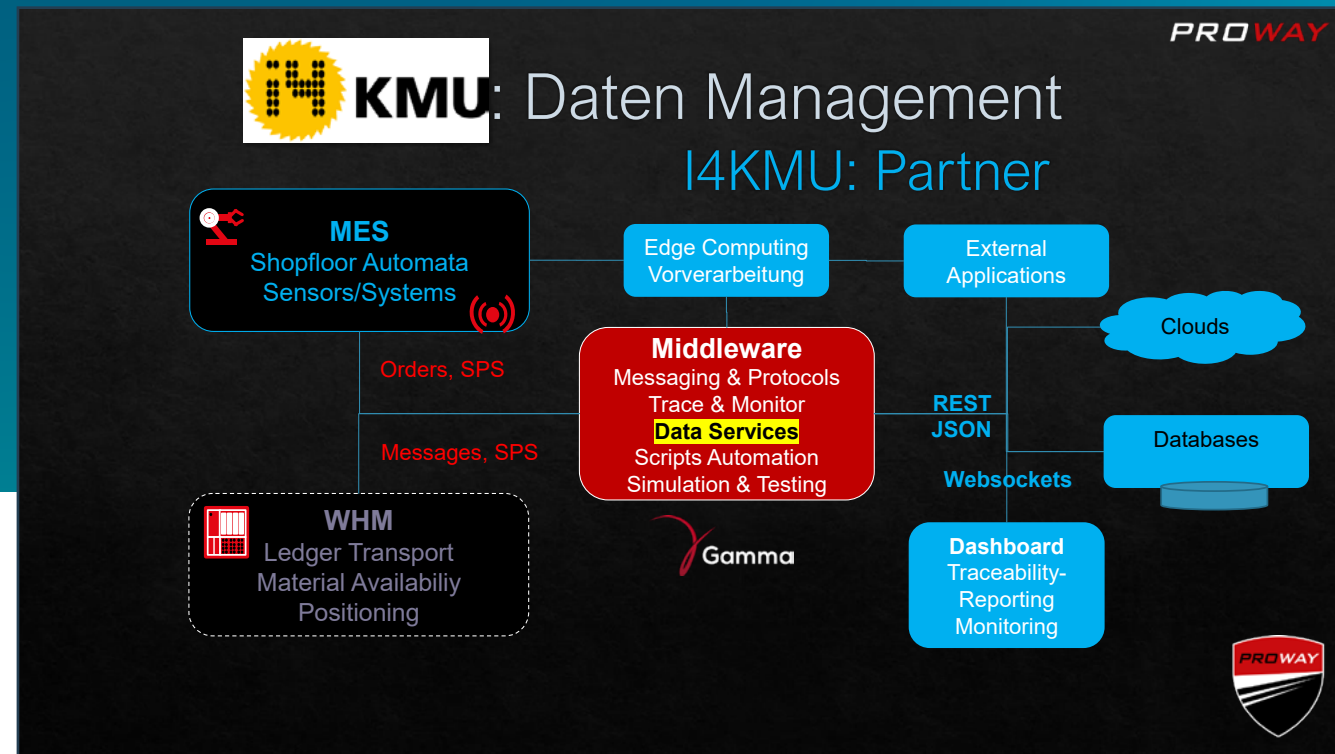 PROWAY
i4 KMU: Daten Management
I4KMU: Partner
MES
Shopfloor Automata
Sensors/Systems
Edge Computing
Vorverarbeitung
External
Applications
Clouds
Orders, SPS
Middleware
Messaging & Protocols
Trace & Monitor
Data Services
Scripts Automation
Simulation & Testing
REST
JSON
Databases
Messages, SPS
Websockets
WHM
Ledger Transport
Material Availabiliy
Positioning
Gamma
Dashboard
Traceability-
Reporting
Monitoring
PROWAY